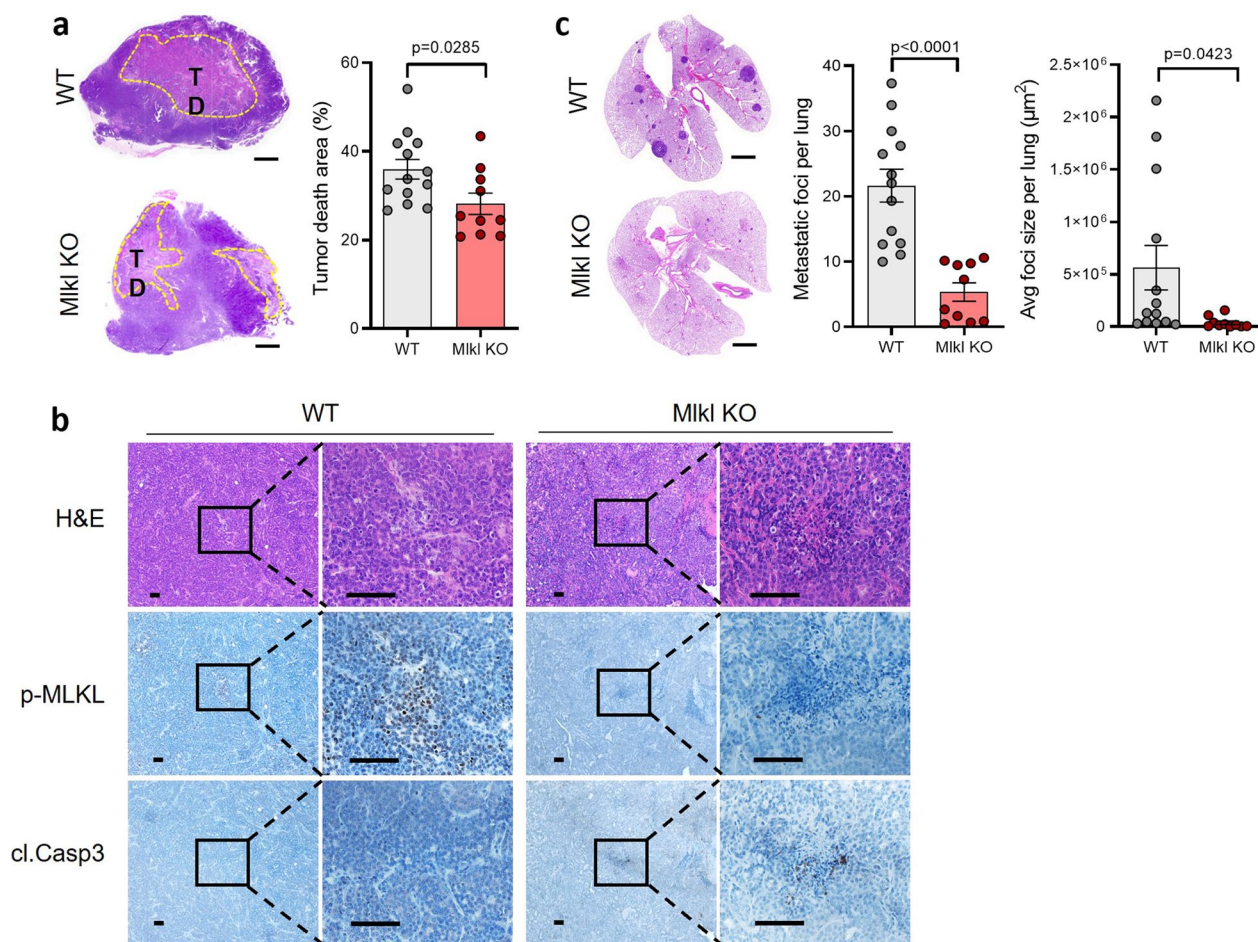 a
WT
T
D
Mlkl KO
T
D
p=0.0285
Tumor death area (%)
60
40
20
0
WT
Mlkl KO
c
WT
Mlkl KO
p<0.0001
Metastatic foci per lung
50
40
30
20
10
0
WT
Mlkl KO
p=0.0423
Avg foci size per lung (µm²)
2.5×10⁶
2×10⁶
1.5×10⁶
1×10⁶
5×10⁵
0
WT
Mlkl KO
b
WT
Mlkl KO
H&E
p-MLKL
cl.Casp3